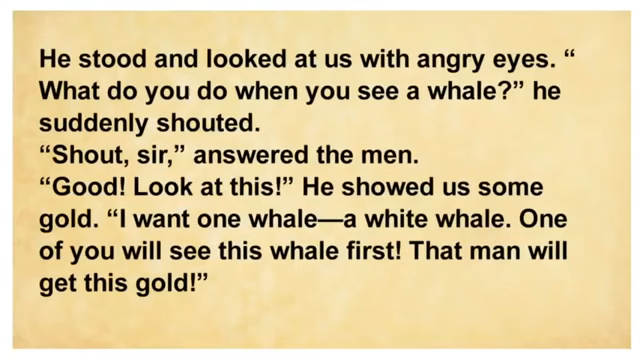 He stood and looked at us with angry eyes. “
What do you do when you see a whale?” he
suddenly shouted.
“Shout, sir,” answered the men.
“Good! Look at this!” He showed us some
gold. “I want one whale—a white whale. One
of you will see this whale first! That man will
get this gold!”